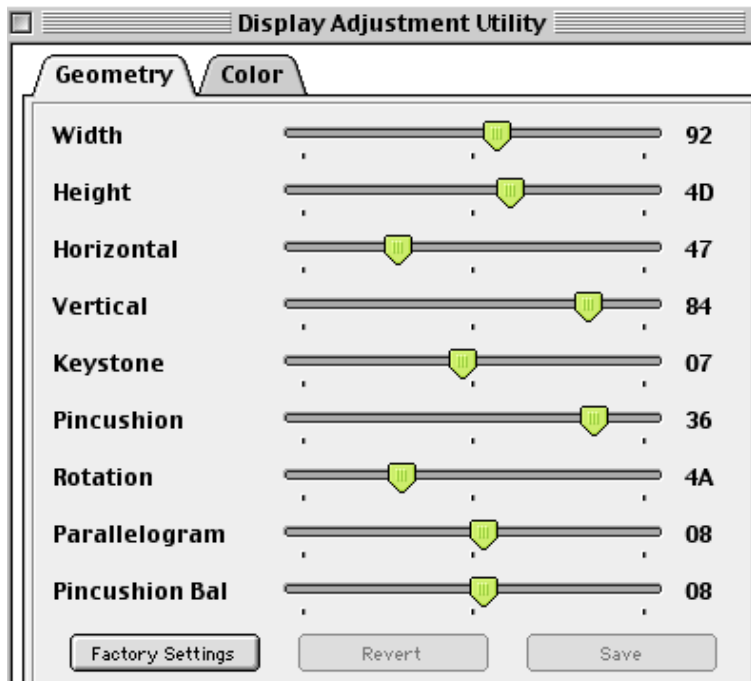 Display Adjustment Utility
Geometry Color
Width 92
Height 4D
Horizontal 47
Vertical 84
Keystone 07
Pincushion 36
Rotation 4A
Parallelogram 08
Pincushion Bal 08
Factory Settings Revert Save